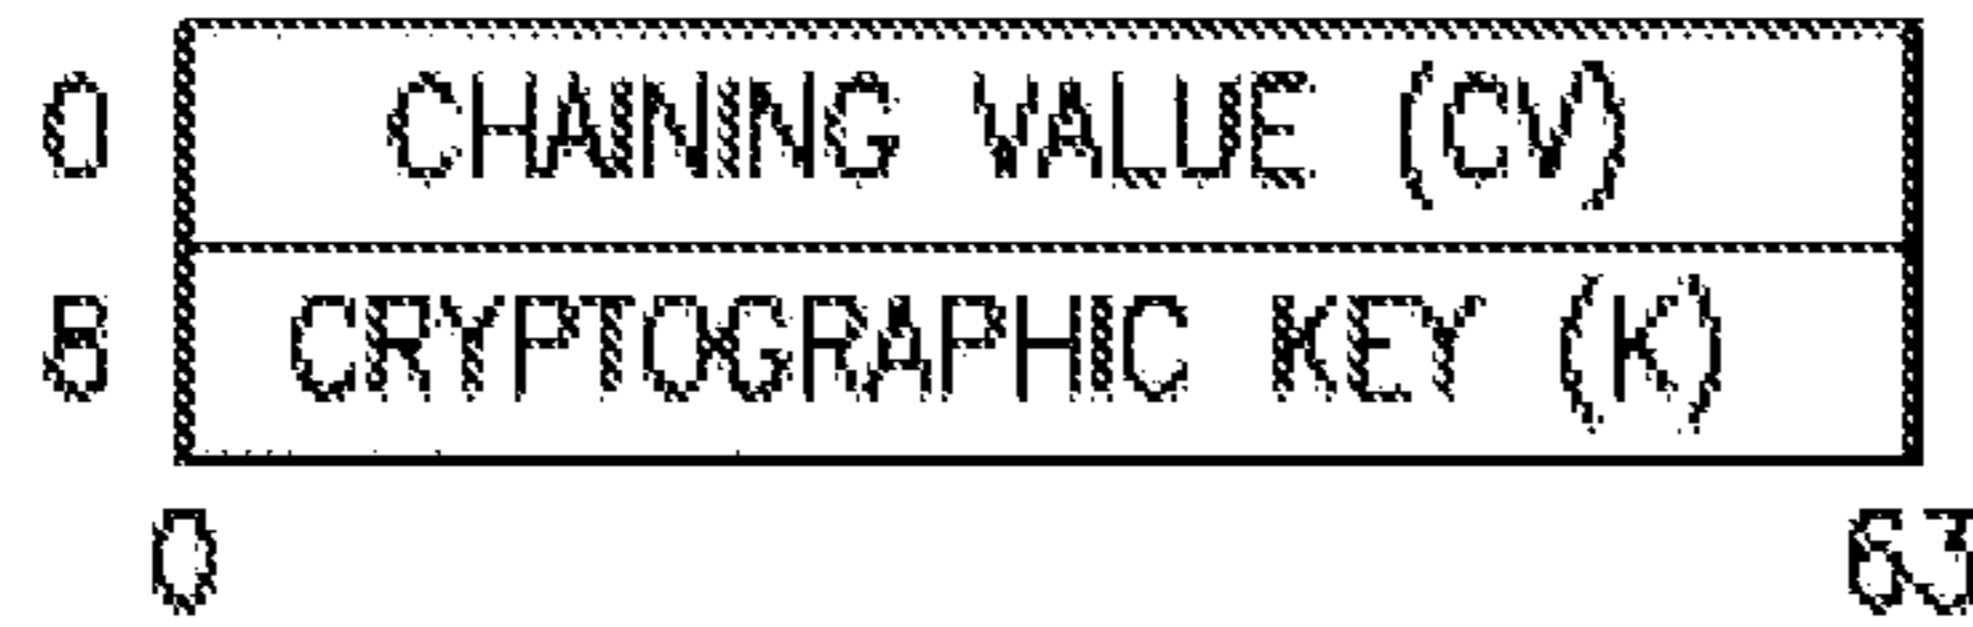 0 CHAINING VALUE (CV)
8 CRYPTOGRAPHIC KEY (K)
0 63